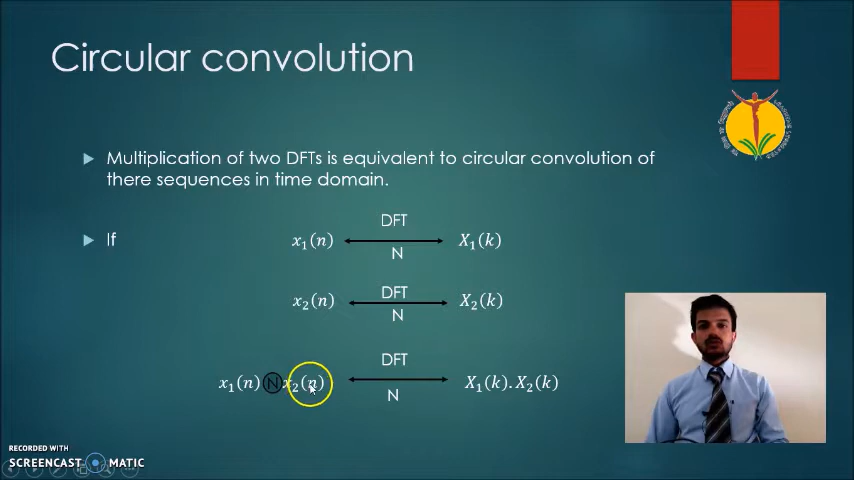 Circular convolution
Multiplication of two DFTs is equivalent to circular convolution of
there sequences in time domain.
If
x₁(n) DFT N X₁(k)
x₂(n) DFT N X₂(k)
x₁(n) Ⓝ x₂(n) DFT N X₁(k).X₂(k)
RECORDED WITH
SCREENCAST MATIC